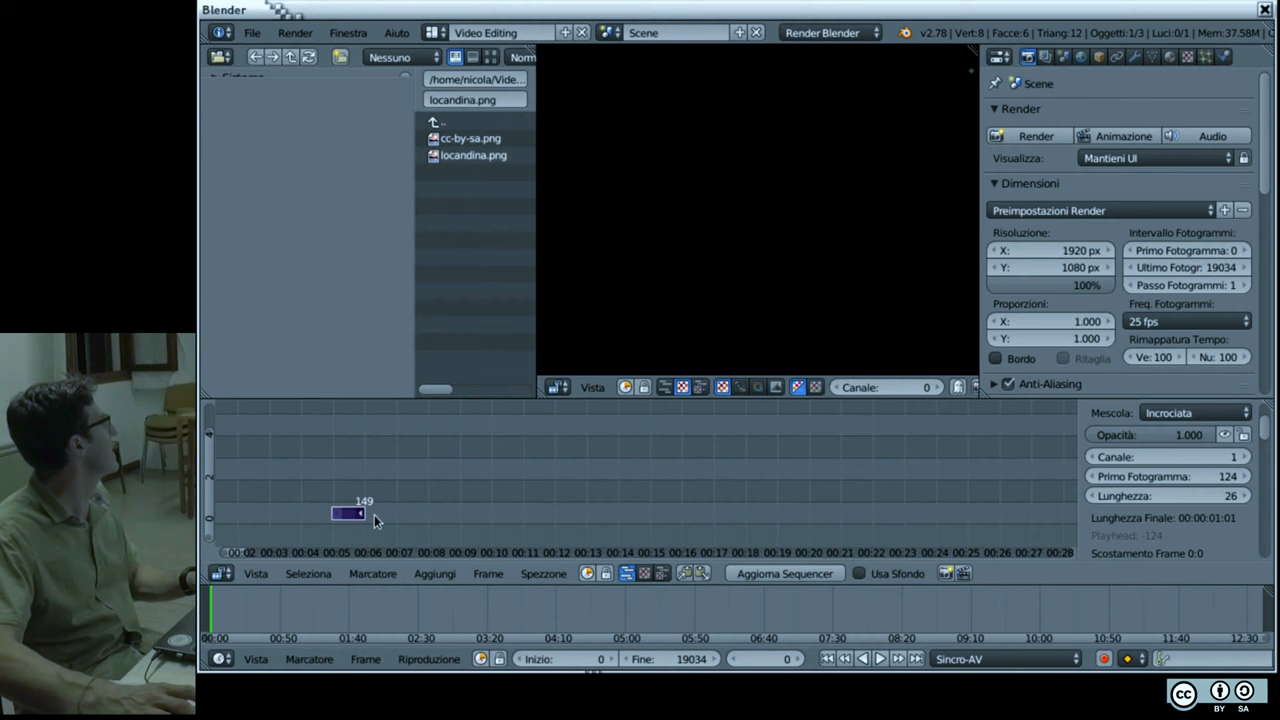 Blender
File Render Finestra Aiuto Video Editing Scene Render Blender v2.78 | Vert:8 | Facce:6 | Triang:12 | Oggetti:1/3 | Luci:0/1 | Mem:37.58M
Nessuno Norm
/home/nicola/Vide...
locandina.png
..
cc-by-sa.png
locandina.png
Scene
Render
Render Animazione Audio
Visualizza: Mantieni UI
Dimensioni
Preimpostazioni Render
Risoluzione: Intervallo Fotogrammi:
X: 1920 px Primo Fotogramma: 0
Y: 1080 px Ultimo Fotogr: 19034
100% Passo Fotogrammi: 1
Proporzioni: Freq. Fotogrammi:
X: 1.000 25 fps
Y: 1.000 Rimappatura Tempo:
Bordo Ritaglia Ve: 100 Nu: 100
Anti-Aliasing
Vista Canale: 0
4
2
0
149
00:02 00:03 00:04 00:05 00:06 00:07 00:08 00:09 00:10 00:11 00:12 00:13 00:14 00:15 00:16 00:17 00:18 00:19 00:20 00:21 00:22 00:23 00:24 00:25 00:26 00:27 00:28
Mescola: Incrociata
Opacità: 1.000
Canale: 1
Primo Fotogramma: 124
Lunghezza: 26
Lunghezza Finale: 00:00:01:01
Playhead: -124
Scostamento Frame 0:0
Vista Seleziona Marcatore Aggiungi Frame Spezzone Aggiorna Sequencer Usa Sfondo
00:00 00:50 01:40 02:30 03:20 04:10 05:00 05:50 06:40 07:30 08:20 09:10 10:00 10:50 11:40 12:30
Vista Marcatore Frame Riproduzione Inizio: 0 Fine: 19034 0 Sincro-AV
cc
BY SA